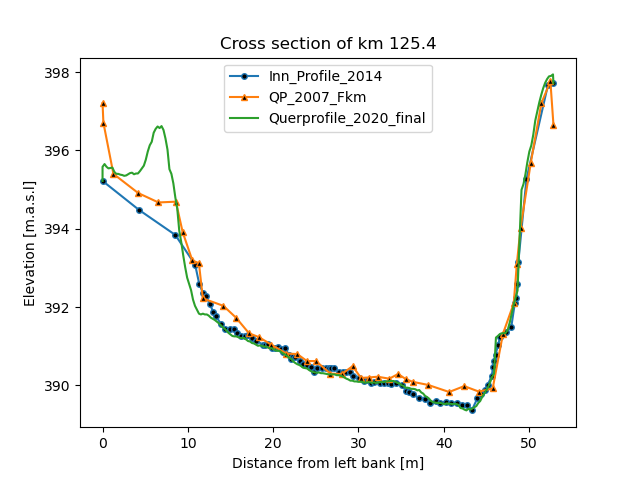 Cross section of km 125.4
Inn_Profile_2014
QP_2007_Fkm
Querprofile_2020_final
398
396
394
392
390
Elevation [m.a.s.l]
0 10 20 30 40 50
Distance from left bank [m]